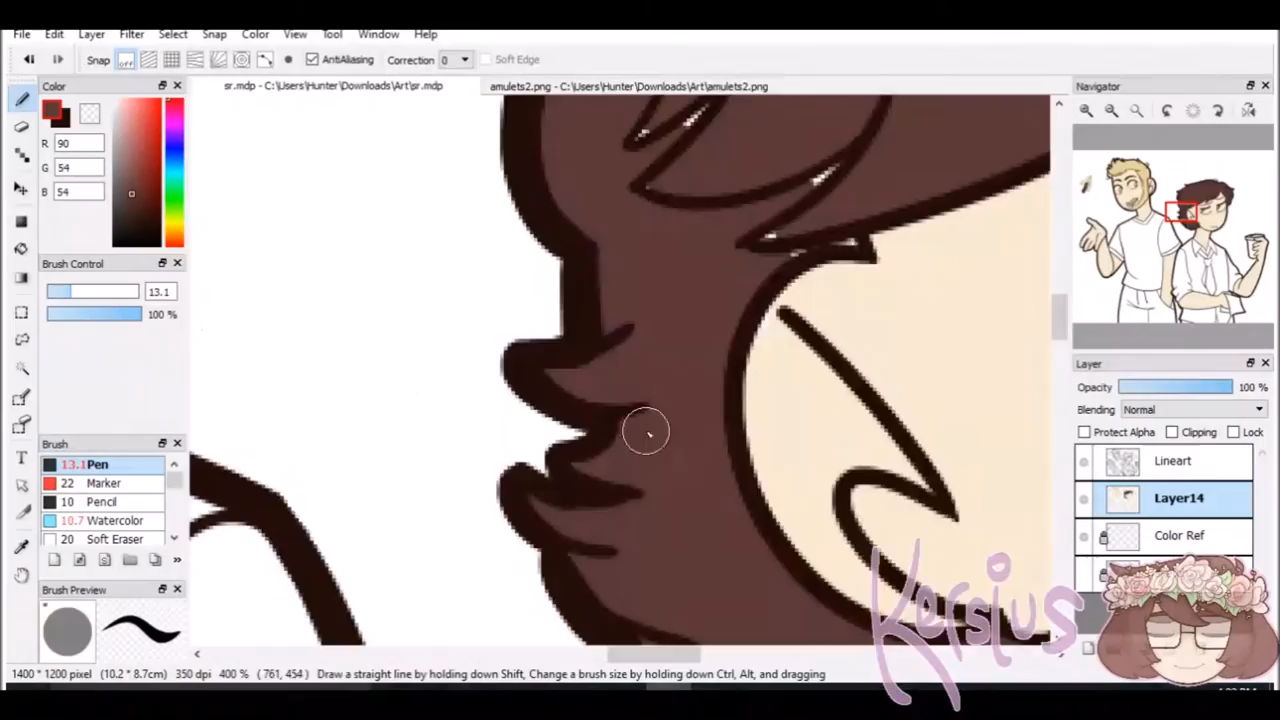 File Edit Layer Filter Select Snap Color View Tool Window Help
Snap off AntiAliasing Correction 0 Soft Edge
Color
sr.mdp - C:\Users\Hunter\Downloads\Art\sr.mdp
amulets2.png - C:\Users\Hunter\Downloads\Art\amulets2.png
Navigator
R 90
G 54
B 54
Brush Control
13.1
100 %
Layer
Opacity 100 %
Blending Normal
Protect Alpha Clipping Lock
Brush
13.1 Pen
22 Marker
10 Pencil
10.7 Watercolor
20 Soft Eraser
Lineart
Layer14
Color Ref
Brush Preview
Kersius
1400 * 1200 pixel (10.2 * 8.7cm) 350 dpi 400 % ( 761, 454 ) Draw a straight line by holding down Shift, Change a brush size by holding down Ctrl, Alt, and dragging